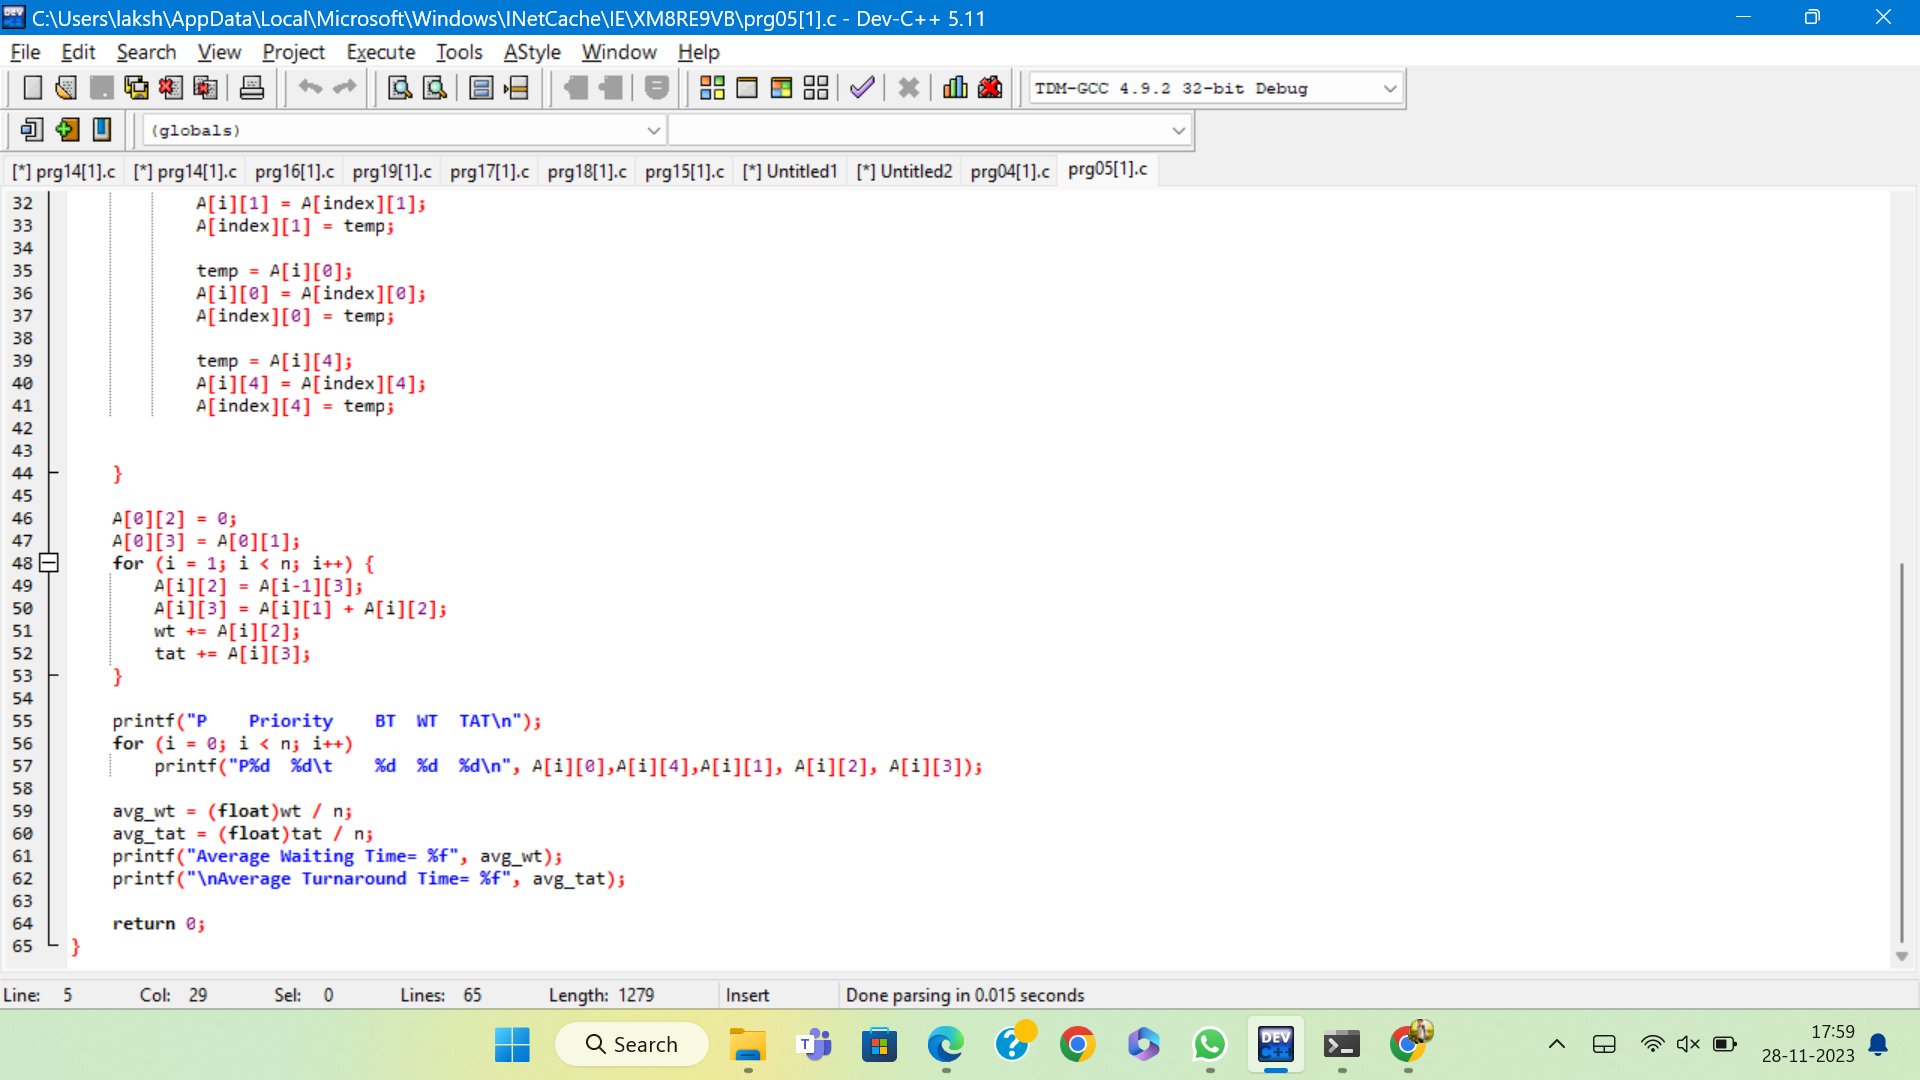 C:\Users\laksh\AppData\Local\Microsoft\Windows\INetCache\IE\XM8RE9VB\prg05[1].c - Dev-C++ 5.11
File Edit Search View Project Execute Tools AStyle Window Help
TDM-GCC 4.9.2 32-bit Debug
(globals)
[*] prg14[1].c [*] prg14[1].c prg16[1].c prg19[1].c prg17[1].c prg18[1].c prg15[1].c [*] Untitled1 [*] Untitled2 prg04[1].c prg05[1].c
32 A[i][1] = A[index][1];
33 A[index][1] = temp;
34
35 temp = A[i][0];
36 A[i][0] = A[index][0];
37 A[index][0] = temp;
38
39 temp = A[i][4];
40 A[i][4] = A[index][4];
41 A[index][4] = temp;
42
43
44 }
45
46 A[0][2] = 0;
47 A[0][3] = A[0][1];
48 for (i = 1; i < n; i++) {
49 A[i][2] = A[i-1][3];
50 A[i][3] = A[i][1] + A[i][2];
51 wt += A[i][2];
52 tat += A[i][3];
53 }
54
55 printf("P    Priority    BT  WT  TAT\n");
56 for (i = 0; i < n; i++)
57 printf("P%d  %d\t    %d  %d  %d\n", A[i][0],A[i][4],A[i][1], A[i][2], A[i][3]);
58
59 avg_wt = (float)wt / n;
60 avg_tat = (float)tat / n;
61 printf("Average Waiting Time= %f", avg_wt);
62 printf("\nAverage Turnaround Time= %f", avg_tat);
63
64 return 0;
65 }
Line: 5 Col: 29 Sel: 0 Lines: 65 Length: 1279 Insert Done parsing in 0.015 seconds
Search
DEV
C++
17:59
28-11-2023